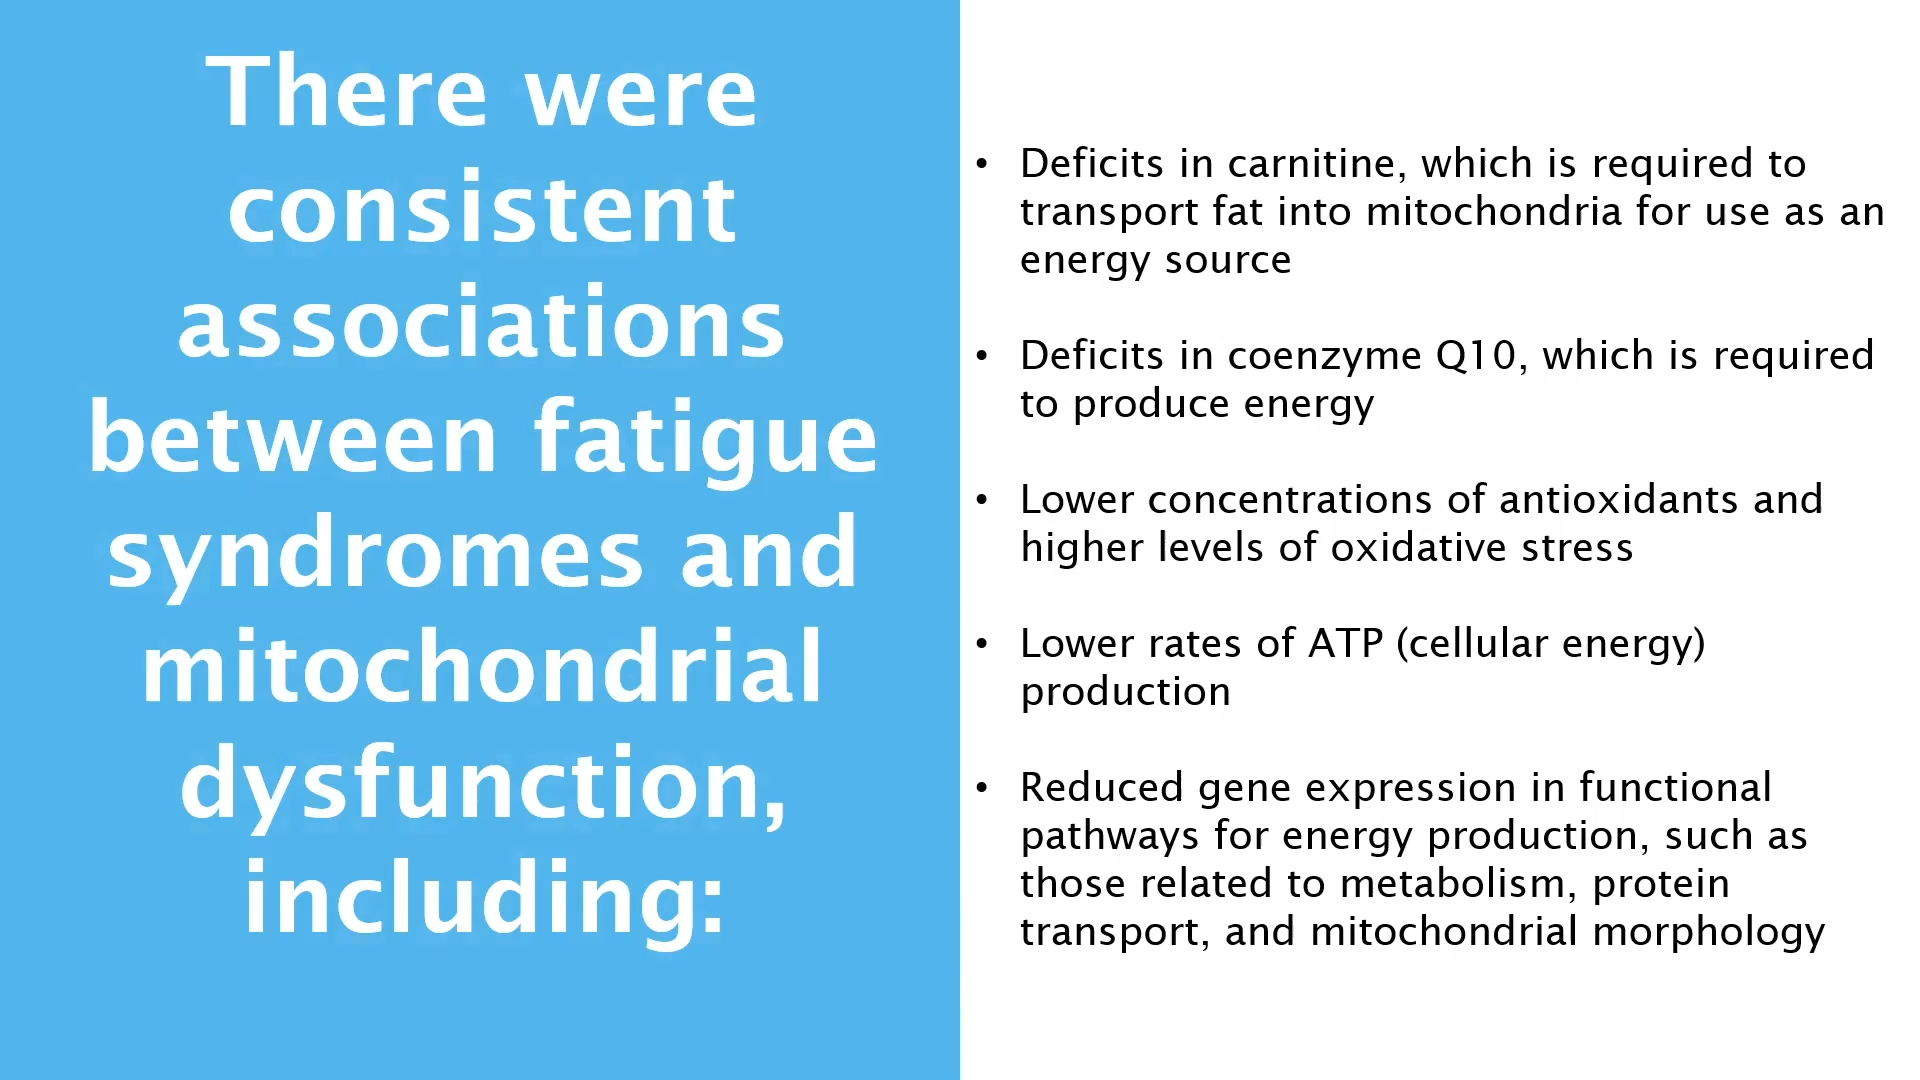 There were
consistent
associations
between fatigue
syndromes and
mitochondrial
dysfunction,
including:
• Deficits in carnitine, which is required to
transport fat into mitochondria for use as an
energy source
• Deficits in coenzyme Q10, which is required
to produce energy
• Lower concentrations of antioxidants and
higher levels of oxidative stress
• Lower rates of ATP (cellular energy)
production
• Reduced gene expression in functional
pathways for energy production, such as
those related to metabolism, protein
transport, and mitochondrial morphology